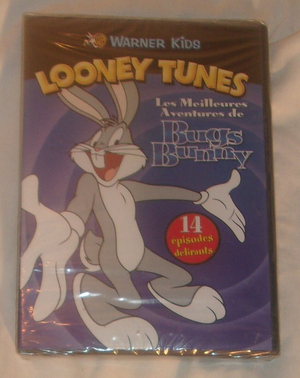 WARNER KIDS
LOONEY TUNES
Les Meilleures
Aventures de
Bugs
Bunny
14
épisodes
délirants